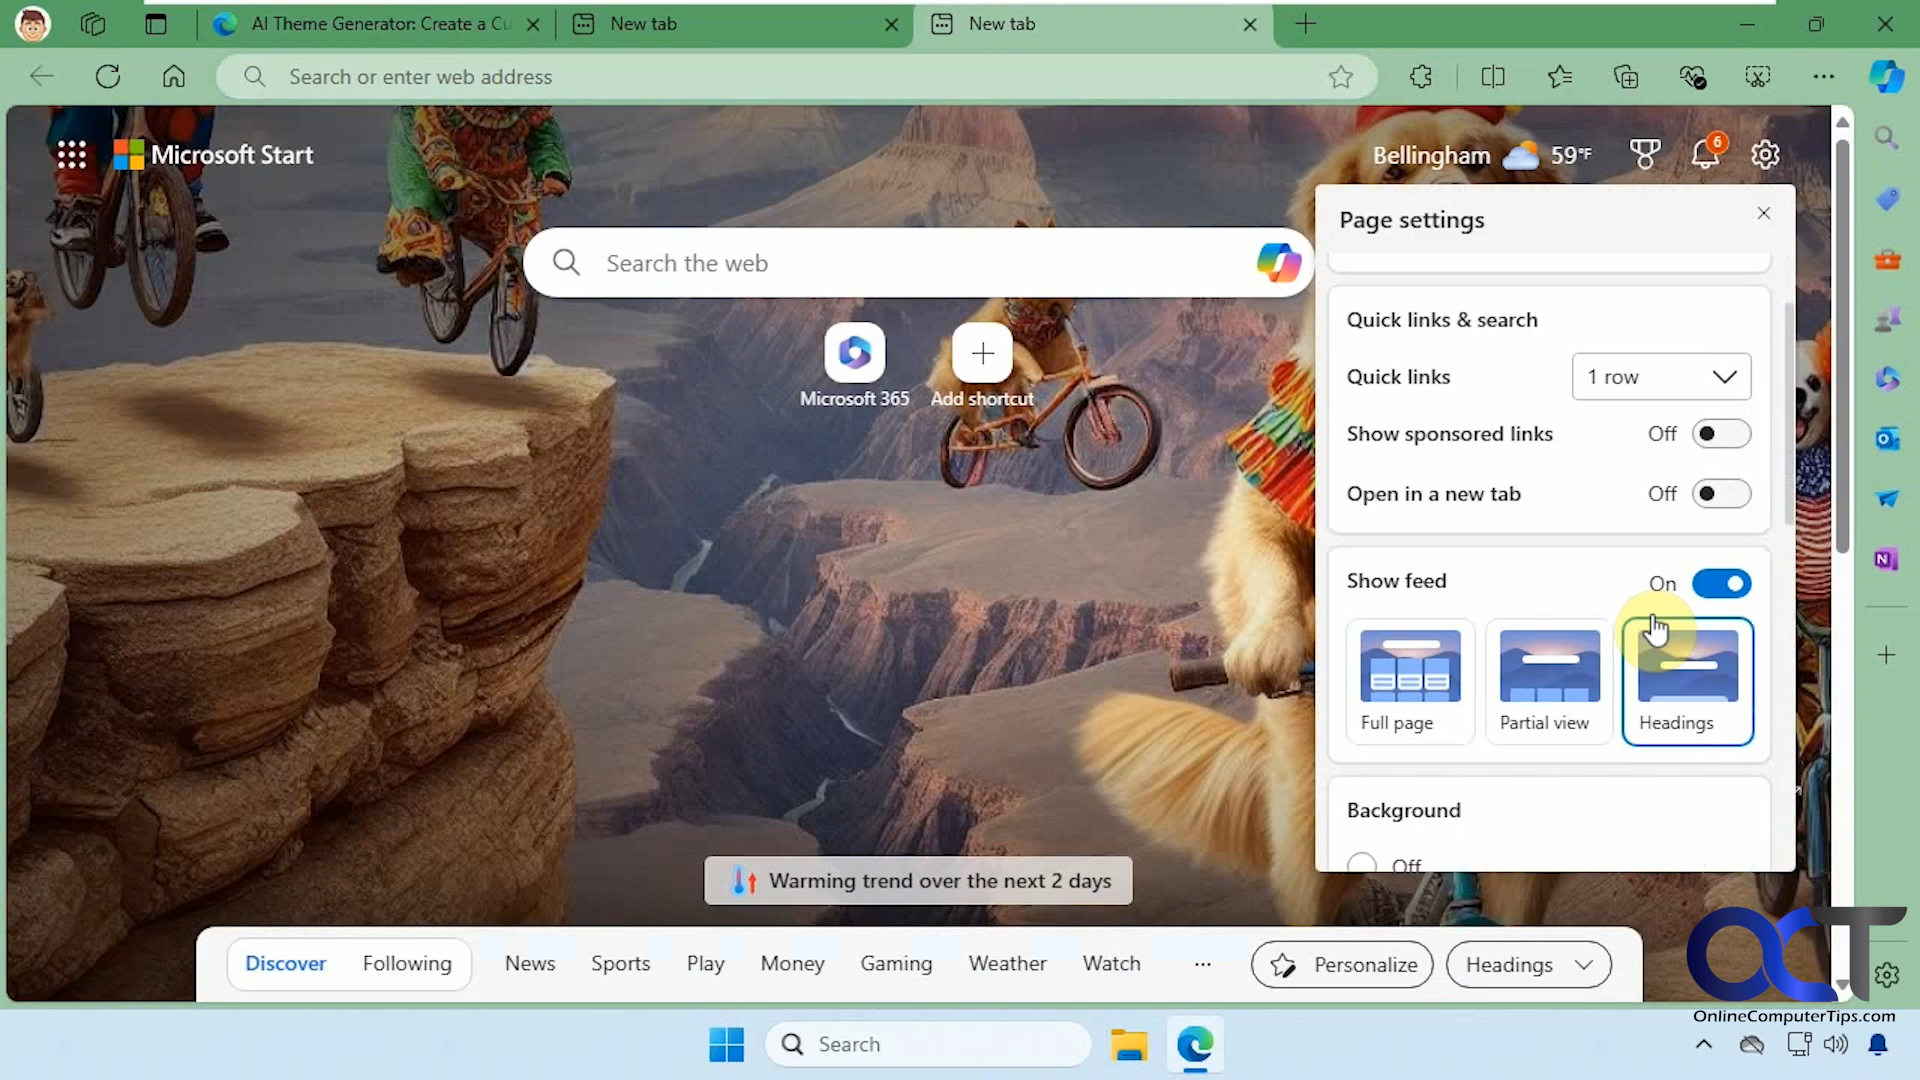 AI Theme Generator: Create a Cu
New tab
New tab
Search or enter web address
Microsoft Start
Bellingham
59°F
6
Page settings
Search the web
Quick links & search
Quick links
1 row
Microsoft 365
Add shortcut
Show sponsored links
Off
Open in a new tab
Off
Show feed
On
Full page
Partial view
Headings
Background
Off
Warming trend over the next 2 days
Discover
Following
News
Sports
Play
Money
Gaming
Weather
Watch
...
Personalize
Headings
OCT
OnlineComputerTips.com
Search